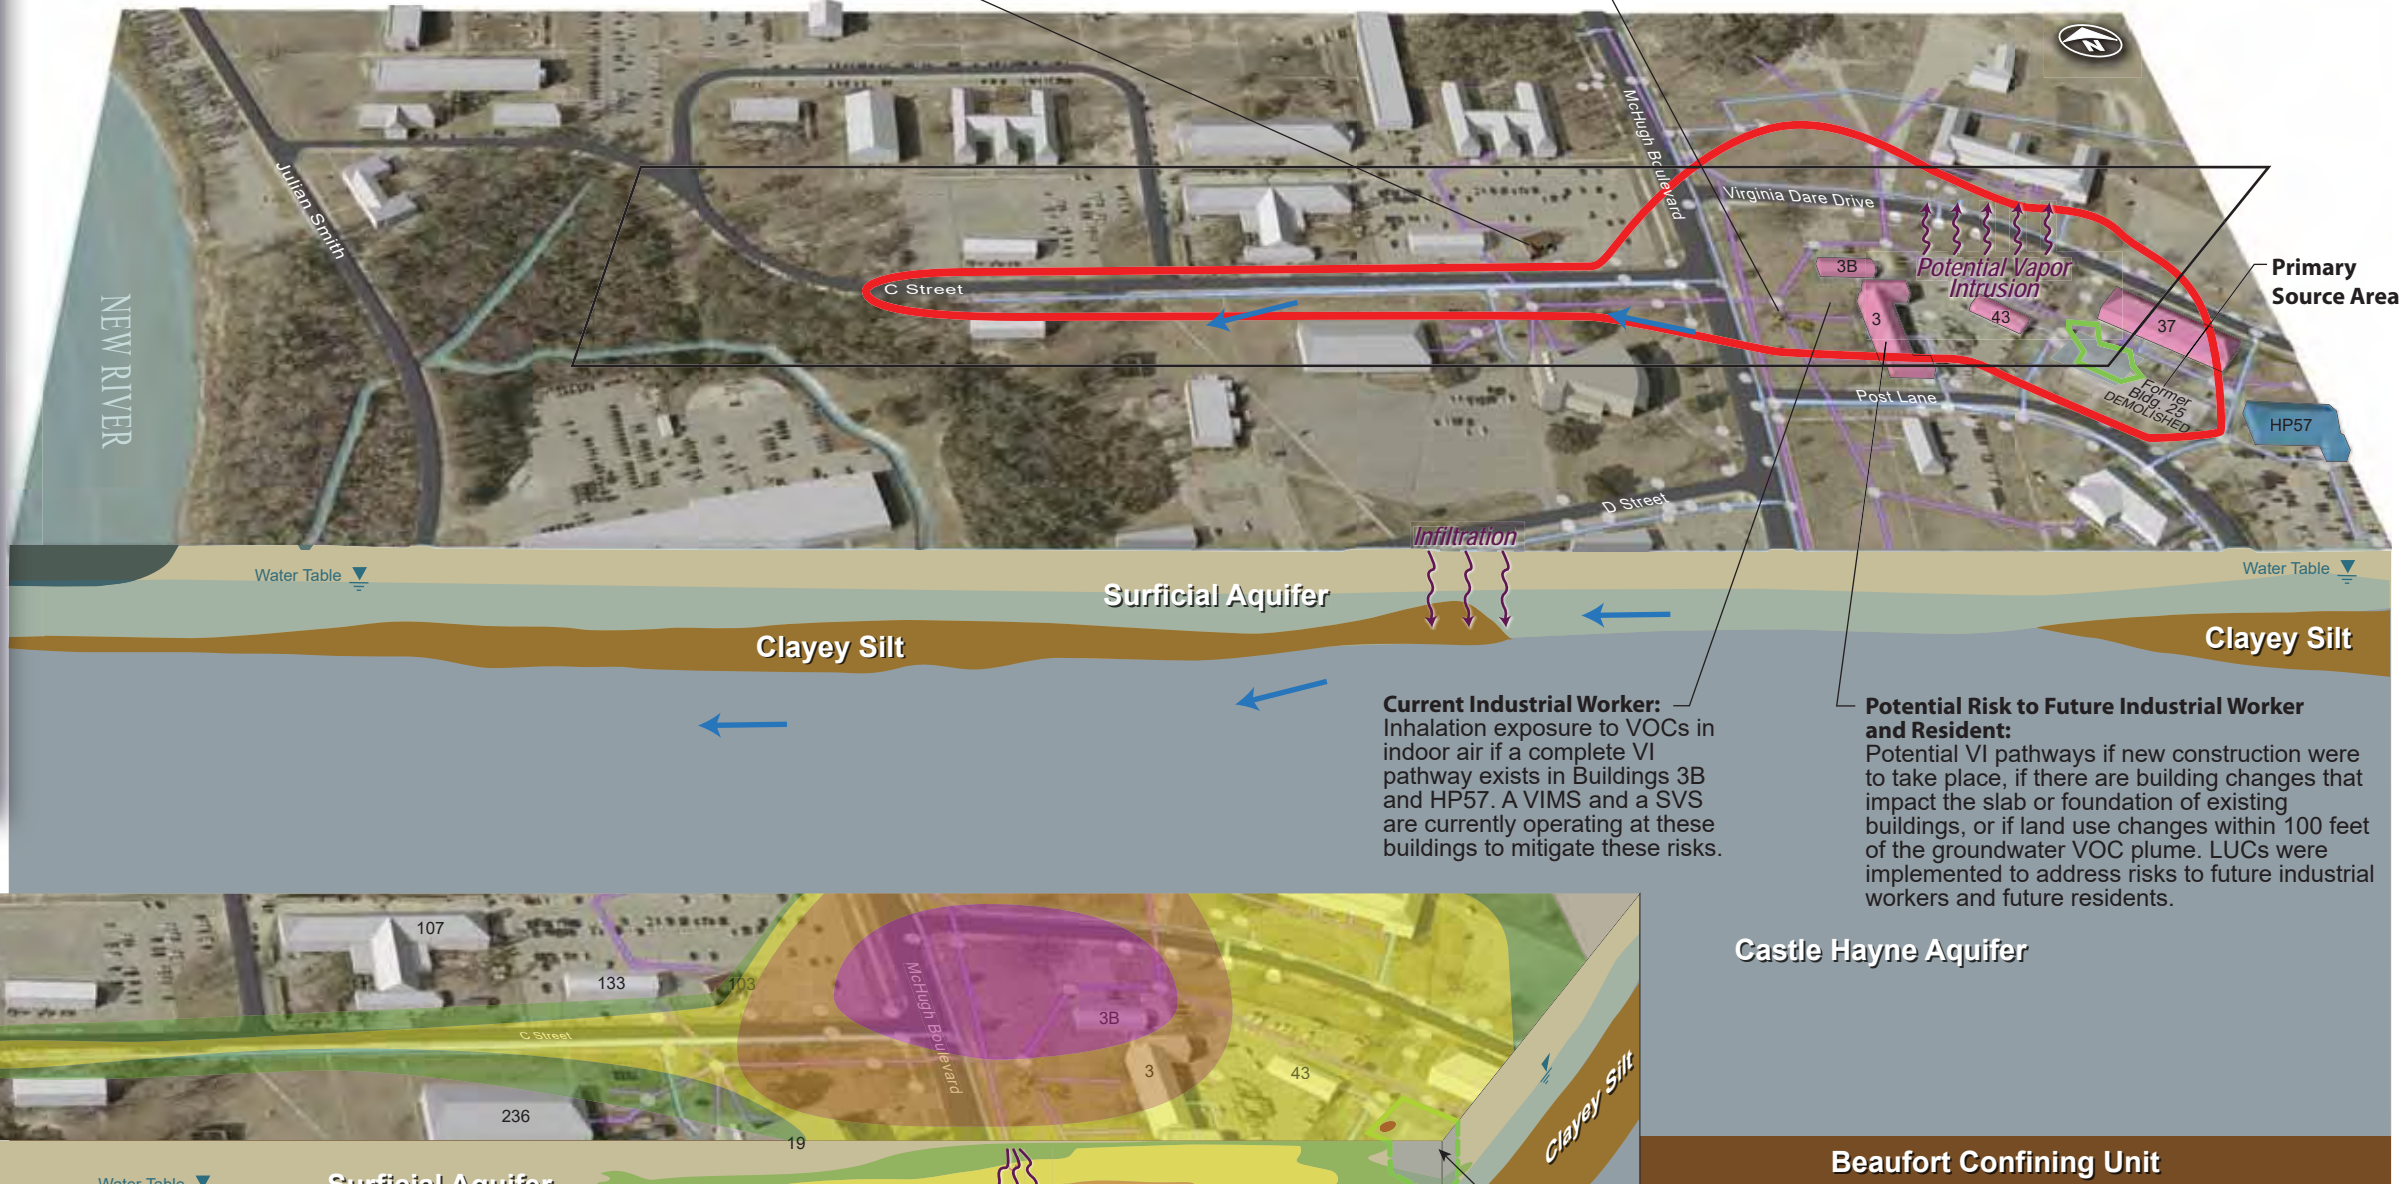 N
McHugh Boulevard
Julian Smith
Virginia Dare Drive
3B
Potential Vapor
Intrusion
Primary
Source Area
C Street
NEW RIVER
3
43
37
Former
Bldg. 25
DEMOLISHED
Post Lane
HP57
D Street
Infiltration
Water Table
Water Table
Surficial Aquifer
Clayey Silt
Clayey Silt
Current Industrial Worker:
Inhalation exposure to VOCs in
indoor air if a complete VI
pathway exists in Buildings 3B
and HP57. A VIMS and a SVS
are currently operating at these
buildings to mitigate these risks.
Potential Risk to Future Industrial Worker
and Resident:
Potential VI pathways if new construction were
to take place, if there are building changes that
impact the slab or foundation of existing
buildings, or if land use changes within 100 feet
of the groundwater VOC plume. LUCs were
implemented to address risks to future industrial
workers and future residents.
Castle Hayne Aquifer
107
133
103
McHugh Boulevard
3B
C Street
3
43
236
19
Clayey Silt
Beaufort Confining Unit
Water Table
Surficial Aquifer